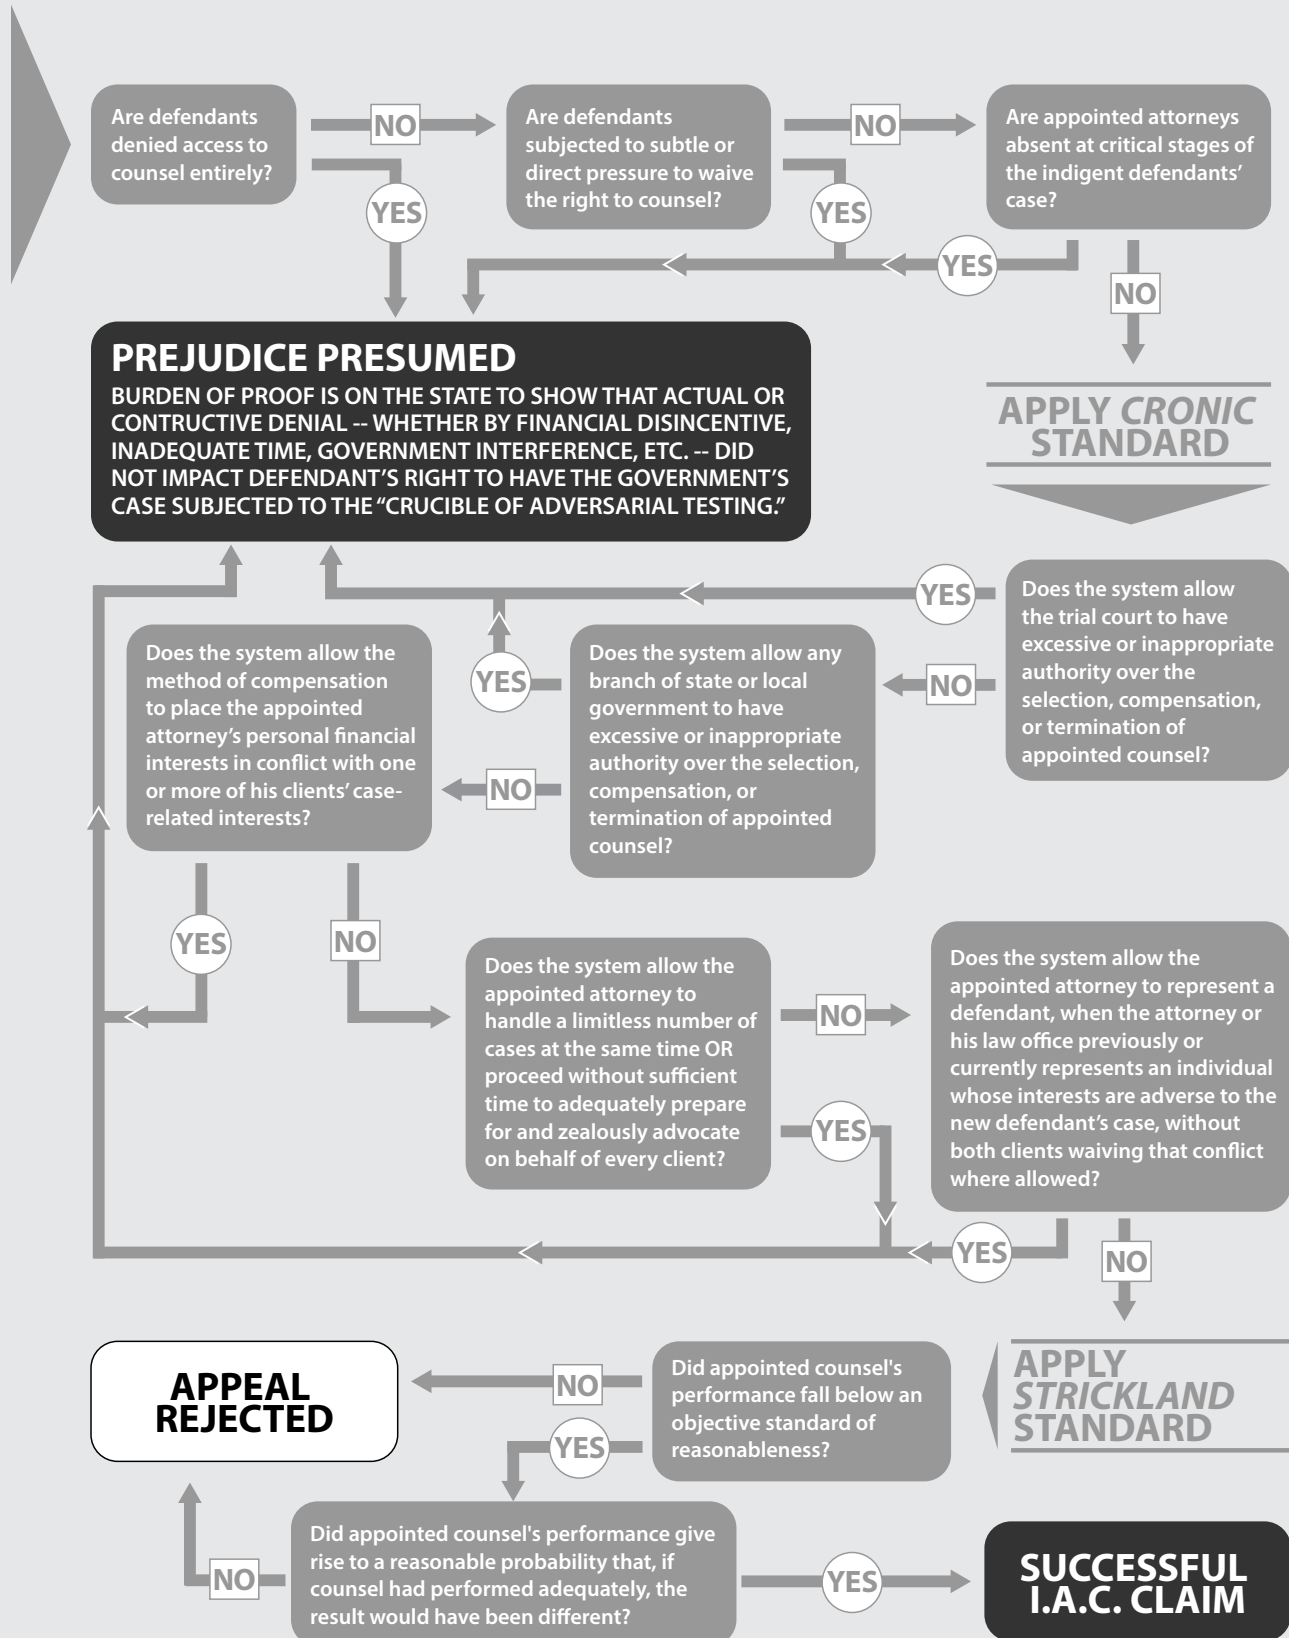 Are defendants
denied access to
counsel entirely?
NO
YES
Are defendants
subjected to subtle or
direct pressure to waive
the right to counsel?
NO
YES
Are appointed attorneys
absent at critical stages of
the indigent defendants'
case?
YES
NO
PREJUDICE PRESUMED
BURDEN OF PROOF IS ON THE STATE TO SHOW THAT ACTUAL OR
CONTRUCTIVE DENIAL -- WHETHER BY FINANCIAL DISINCENTIVE,
INADEQUATE TIME, GOVERNMENT INTERFERENCE, ETC. -- DID
NOT IMPACT DEFENDANT'S RIGHT TO HAVE THE GOVERNMENT'S
CASE SUBJECTED TO THE “CRUCIBLE OF ADVERSARIAL TESTING.”
APPLY CRONIC
STANDARD
Does the system allow
the trial court to have
excessive or inappropriate
authority over the
selection, compensation,
or termination of
appointed counsel?
YES
NO
Does the system allow any
branch of state or local
government to have
excessive or inappropriate
authority over the selection,
compensation, or
termination of appointed
counsel?
YES
NO
Does the system allow the
method of compensation
to place the appointed
attorney's personal financial
interests in conflict with one
or more of his clients' case-
related interests?
YES
NO
Does the system allow the
appointed attorney to
handle a limitless number of
cases at the same time OR
proceed without sufficient
time to adequately prepare
for and zealously advocate
on behalf of every client?
NO
YES
Does the system allow the
appointed attorney to represent a
defendant, when the attorney or
his law office previously or
currently represents an individual
whose interests are adverse to the
new defendant's case, without
both clients waiving that conflict
where allowed?
YES
NO
APPLY
STRICKLAND
STANDARD
Did appointed counsel's
performance fall below an
objective standard of
reasonableness?
NO
YES
APPEAL
REJECTED
Did appointed counsel's performance give
rise to a reasonable probability that, if
counsel had performed adequately, the
result would have been different?
NO
YES
SUCCESSFUL
I.A.C. CLAIM